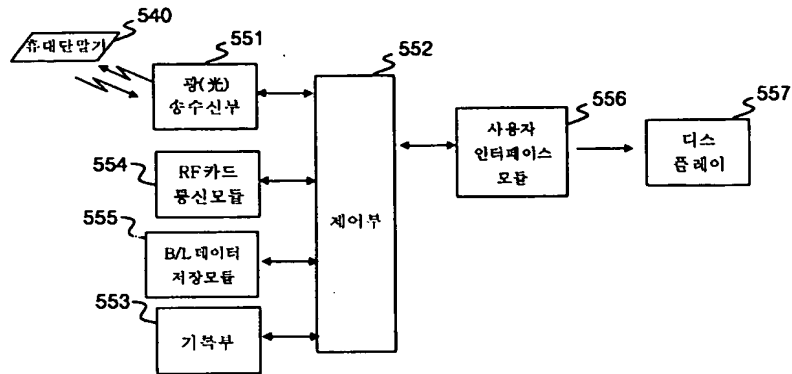 540
휴대단말기
551
광(光)
송수신부
552
제어부
554
RF카드
통신모듈
555
B/L데이터
저장모듈
553
기록부
556
사용자
인터페이스
모듈
557
디스
플레이